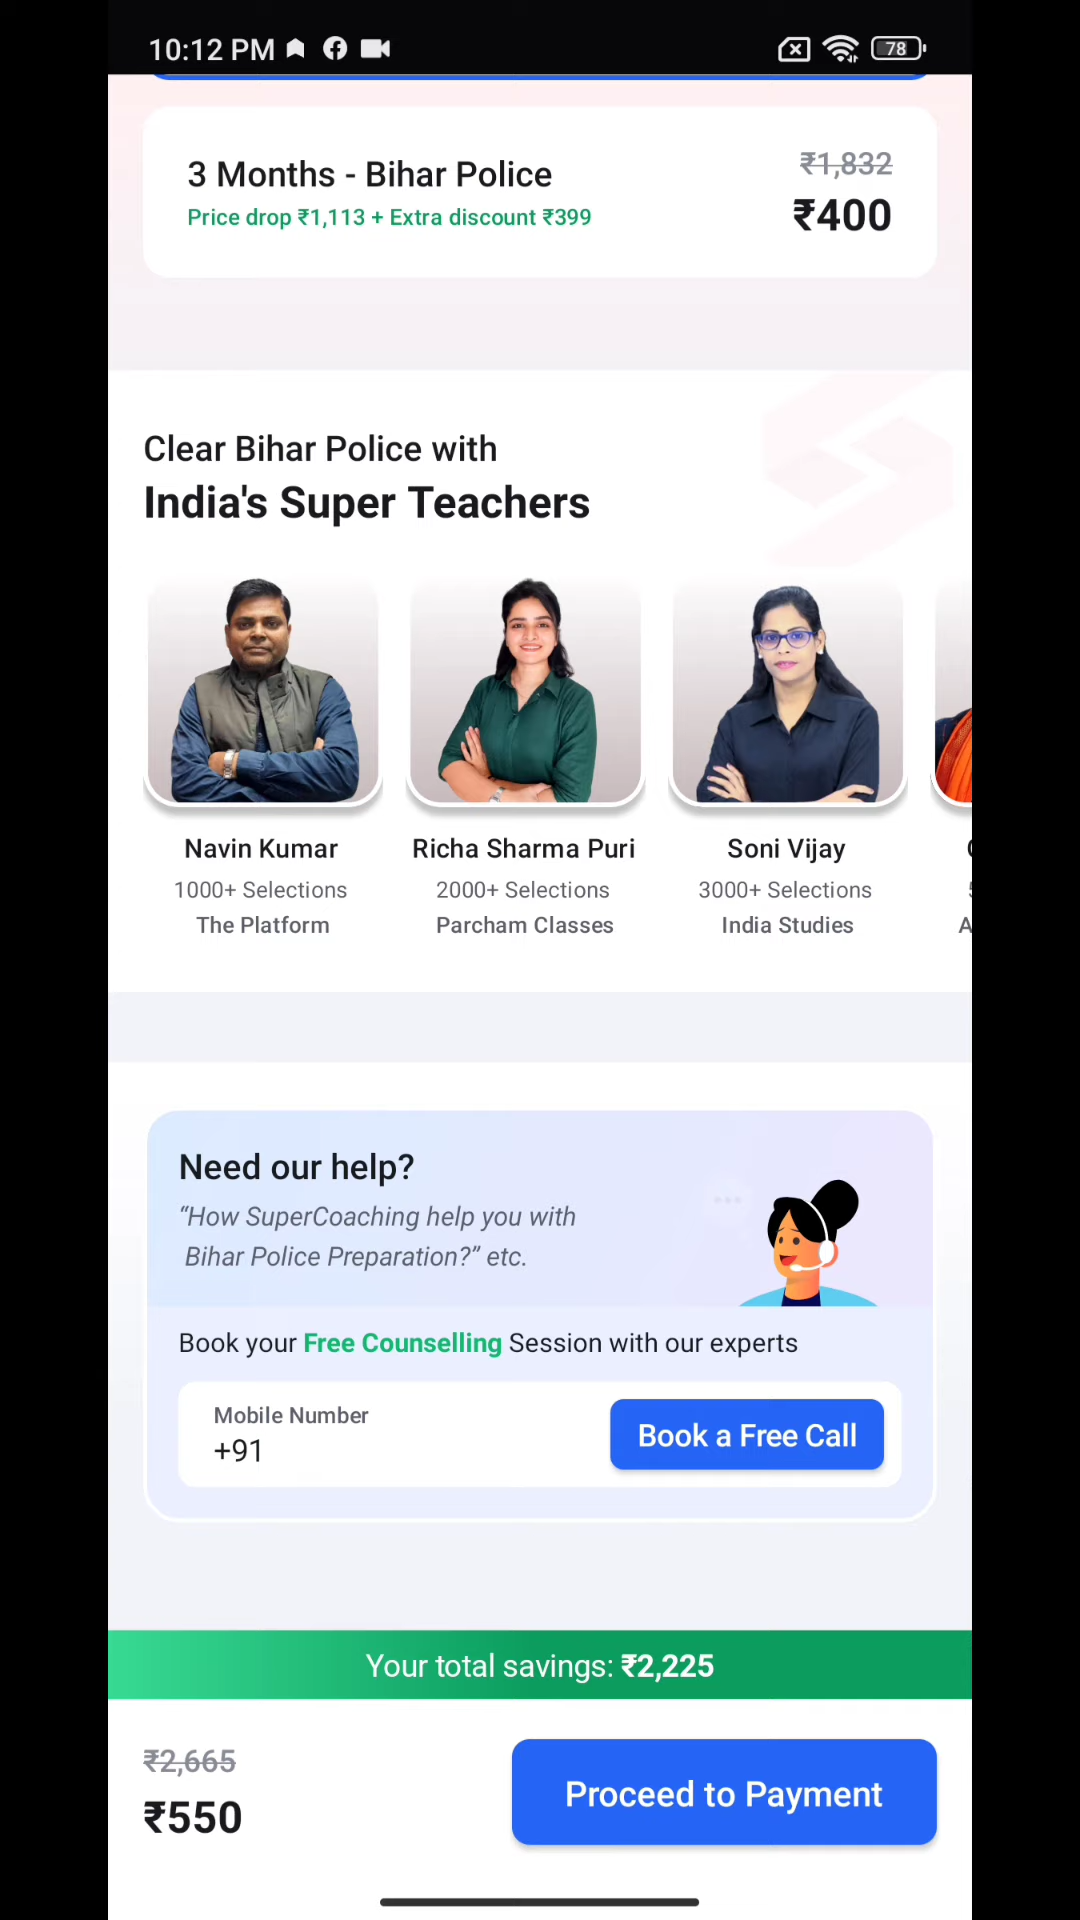 10:12 PM
78
3 Months - Bihar Police
₹1,832
Price drop ₹1,113 + Extra discount ₹399
₹400
Clear Bihar Police with
India's Super Teachers
Navin Kumar
1000+ Selections
The Platform
Richa Sharma Puri
2000+ Selections
Parcham Classes
Soni Vijay
3000+ Selections
India Studies
Need our help?
“How SuperCoaching help you with
Bihar Police Preparation?” etc.
Book your Free Counselling Session with our experts
Mobile Number
+91
Book a Free Call
Your total savings: ₹2,225
₹2,665
₹550
Proceed to Payment